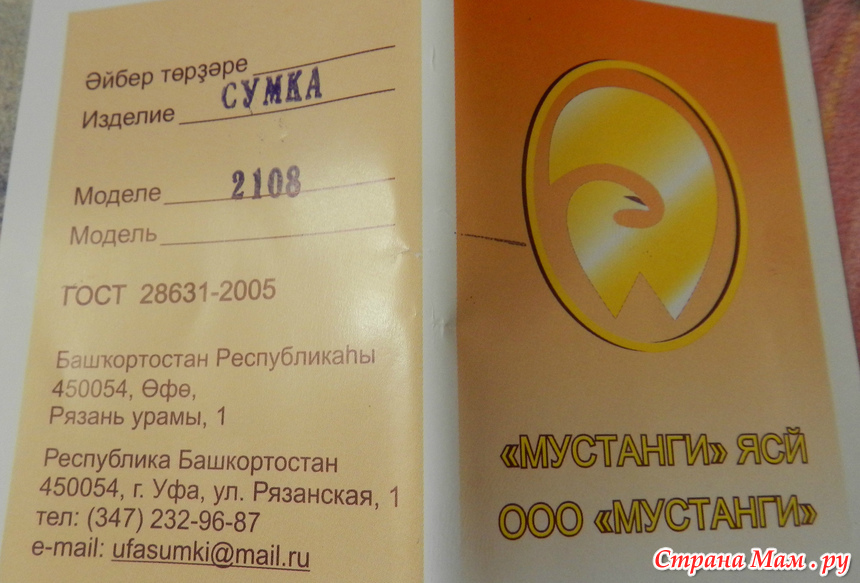 Әйбер төрҙәре
СУМКА
Изделие
Моделе 2108
Модель
ГОСТ 28631-2005
Башҡортостан Республикаһы
450054, Өфө,
Рязань урамы, 1
Республика Башкортостан
450054, г. Уфа, ул. Рязанская, 1
тел: (347) 232-96-87
e-mail: ufasumki@mail.ru
«МУСТАНГИ» ЯСЙ
ООО «МУСТАНГИ»
Страна Мам.ру